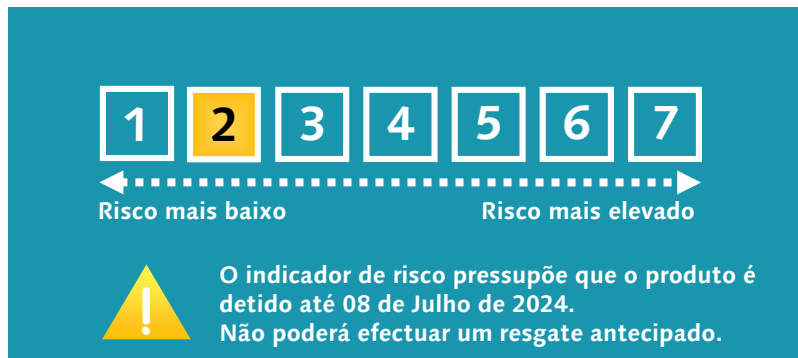 1 2 3 4 5 6 7
Risco mais baixo Risco mais elevado
O indicador de risco pressupõe que o produto é
detido até 08 de Julho de 2024.
Não poderá efectuar um resgate antecipado.